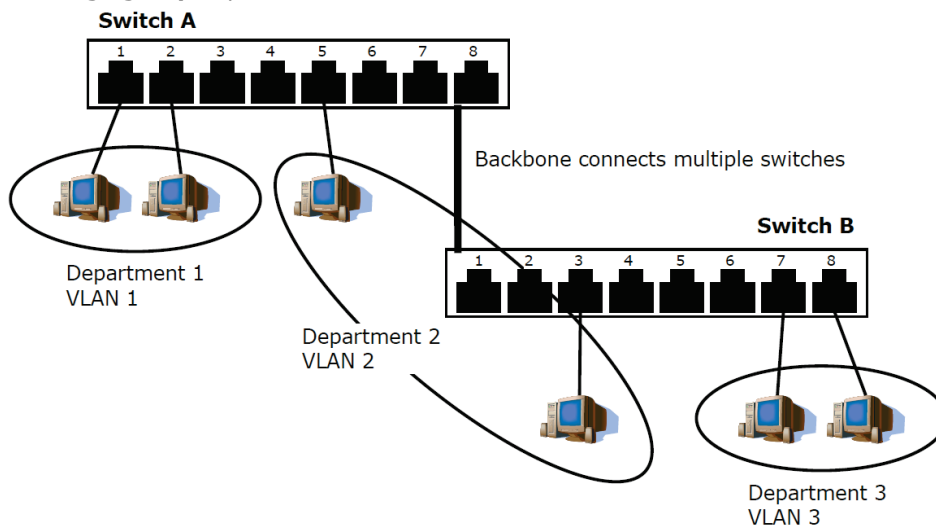 Switch A
1 2 3 4 5 6 7 8
Backbone connects multiple switches
Switch B
1 2 3 4 5 6 7 8
Department 1
VLAN 1
Department 2
VLAN 2
Department 3
VLAN 3